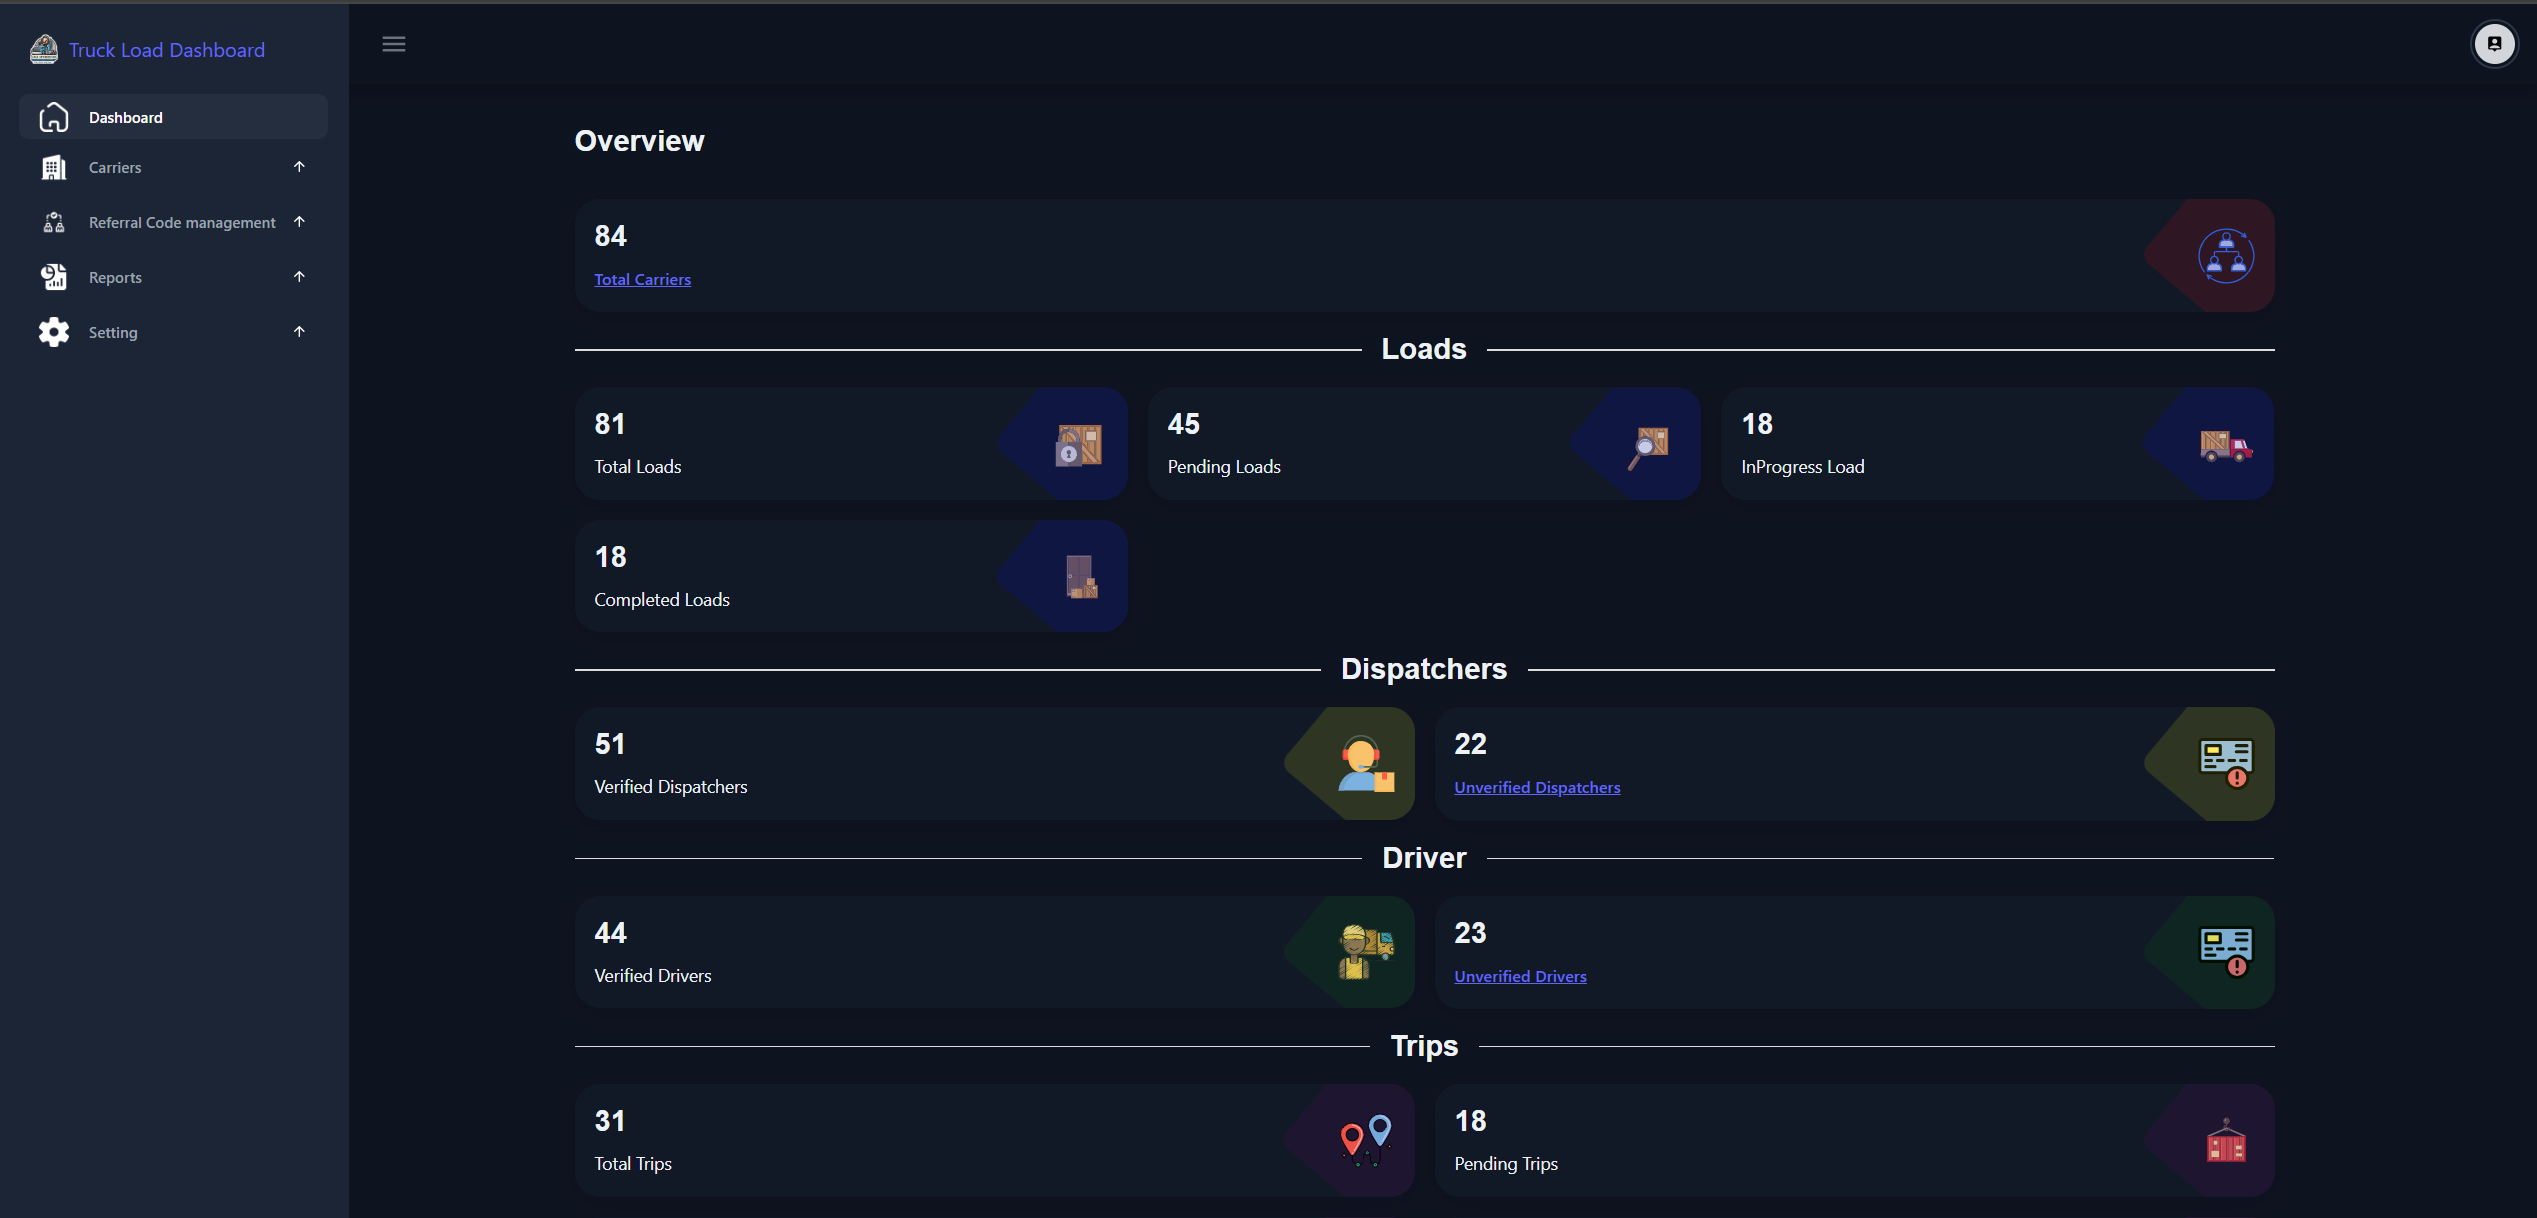 Truck Load Dashboard
Dashboard
Carriers
Referral Code management
Reports
Setting
Overview
84
Total Carriers
Loads
81
Total Loads
45
Pending Loads
18
InProgress Load
18
Completed Loads
Dispatchers
51
Verified Dispatchers
22
Unverified Dispatchers
Driver
44
Verified Drivers
23
Unverified Drivers
Trips
31
Total Trips
18
Pending Trips